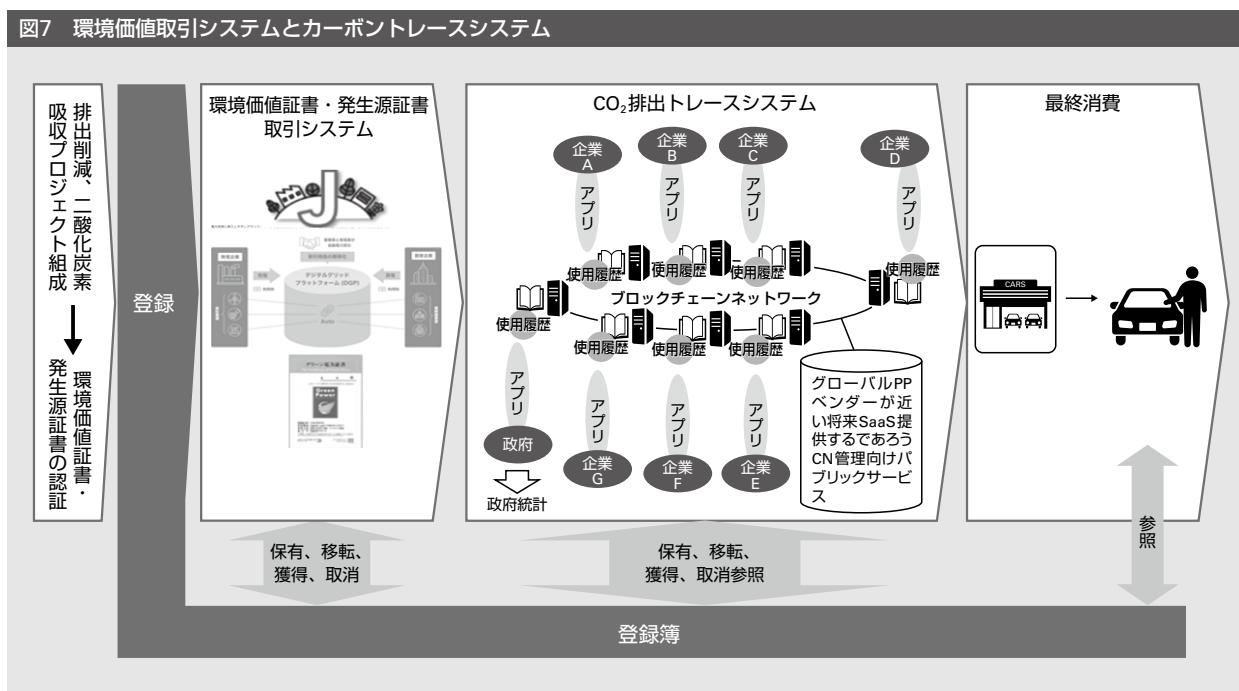 図7　環境価値取引システムとカーボントレースシステム
排出削減、二酸化炭素
吸収プロジェクト組成
環境価値証書・
発生源証書の認証
登録
環境価値証書・発生源証書
取引システム
J
デジタルグリッド
プラットフォーム（DGP）
グリーン電力証書
Green
Power
CO₂排出トレースシステム
企業
A
企業
B
企業
C
企業
D
アプリ
アプリ
アプリ
アプリ
使用履歴
使用履歴
使用履歴
使用履歴
ブロックチェーンネットワーク
使用履歴
使用履歴
使用履歴
使用履歴
アプリ
アプリ
アプリ
アプリ
政府
企業
G
企業
F
企業
E
政府統計
グローバルPP
ベンダーが近
い将来SaaS提
供するであろう
CN管理向けパ
ブリックサービ
ス
最終消費
CARS
保有、移転、
獲得、取消
保有、移転、
獲得、取消参照
参照
登録簿